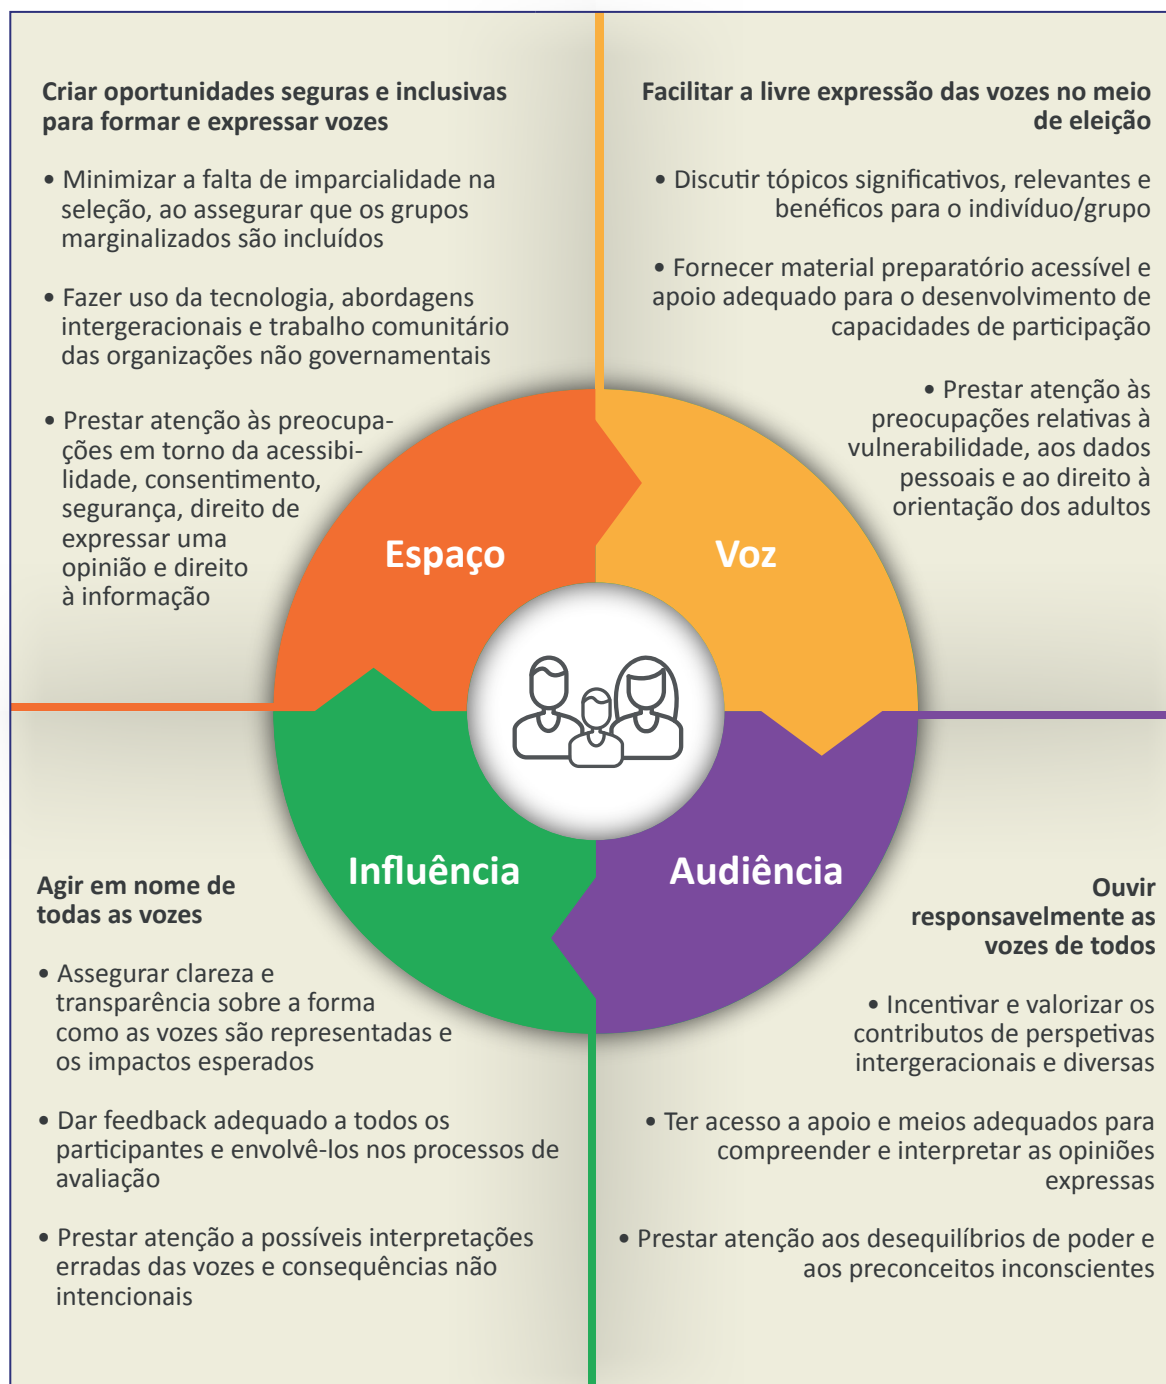 Criar oportunidades seguras e inclusivas
para formar e expressar vozes
• Minimizar a falta de imparcialidade na
seleção, ao assegurar que os grupos
marginalizados são incluídos
• Fazer uso da tecnologia, abordagens
intergeracionais e trabalho comunitário
das organizações não governamentais
• Prestar atenção às preocupa-
ções em torno da acessibi-
lidade, consentimento,
segurança, direito de
expressar uma
opinião e direito
à informação
Facilitar a livre expressão das vozes no meio
de eleição
• Discutir tópicos significativos, relevantes e
benéficos para o indivíduo/grupo
• Fornecer material preparatório acessível e
apoio adequado para o desenvolvimento de
capacidades de participação
• Prestar atenção às
preocupações relativas à
vulnerabilidade, aos dados
pessoais e ao direito à
orientação dos adultos
Espaço
Voz
Influência
Audiência
Agir em nome de
todas as vozes
• Assegurar clareza e
transparência sobre a forma
como as vozes são representadas e
os impactos esperados
• Dar feedback adequado a todos os
participantes e envolvê-los nos processos de
avaliação
• Prestar atenção a possíveis interpretações
erradas das vozes e consequências não
intencionais
Ouvir
responsavelmente as
vozes de todos
• Incentivar e valorizar os
contributos de perspetivas
intergeracionais e diversas
• Ter acesso a apoio e meios adequados para
compreender e interpretar as opiniões
expressas
• Prestar atenção aos desequilíbrios de poder e
aos preconceitos inconscientes